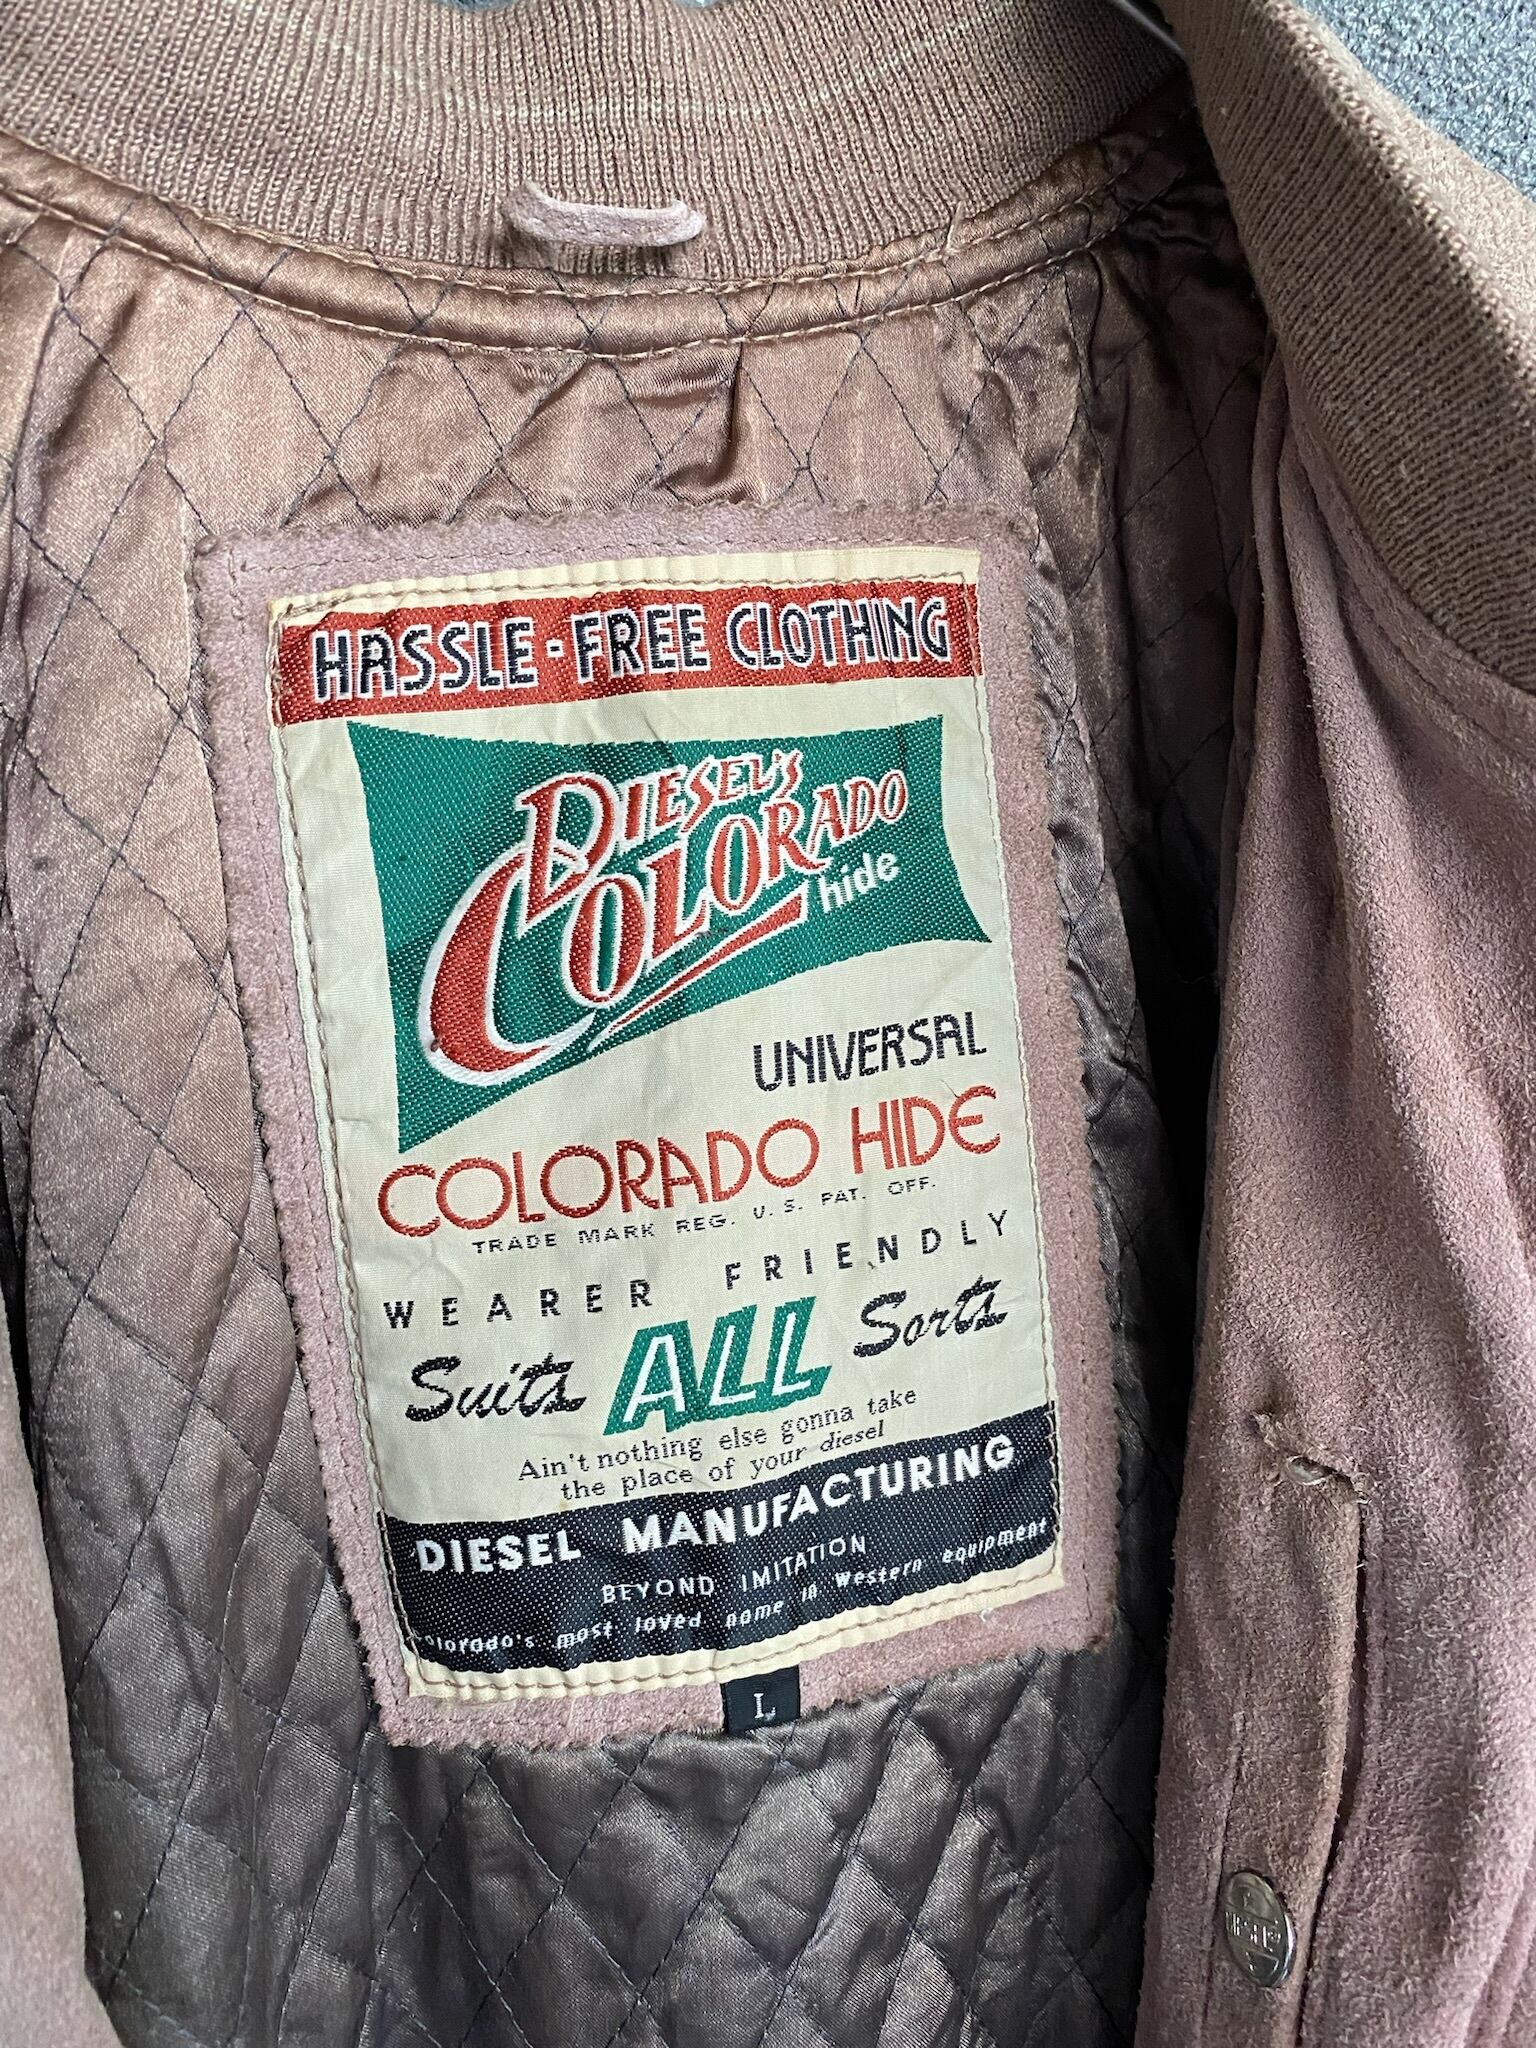 HASSLE-FREE CLOTHING
DIESEL'S
COLORADO
hide
UNIVERSAL
COLORADO HIDE
TRADE MARK REG. U.S. PAT. OFF.
WEARER FRIENDLY
Suits ALL Sorts
Ain't nothing else gonna take
the place of your diesel
DIESEL MANUFACTURING
BEYOND IMITATION
olorado's most loved name in Western equipment
L
DIESEL